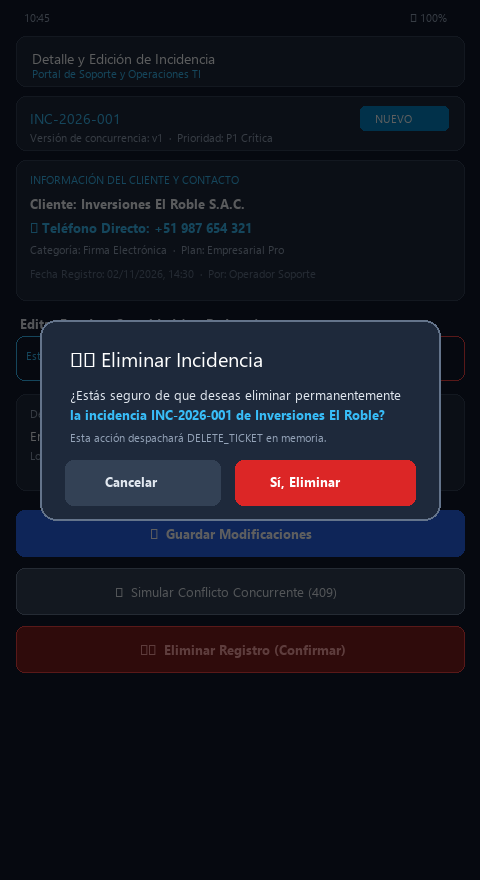 10:45
100%
Detalle y Edición de Incidencia
Portal de Soporte y Operaciones TI
INC-2026-001
NUEVO
Versión de concurrencia: v1 · Prioridad: P1 Crítica
INFORMACIÓN DEL CLIENTE Y CONTACTO
Cliente: Inversiones El Roble S.A.C.
Teléfono Directo: +51 987 654 321
Categoría: Firma Electrónica · Plan: Empresarial Pro
Fecha Registro: 02/11/2026, 14:30 · Por: Operador Soporte
Eliminar Incidencia
¿Estás seguro de que deseas eliminar permanentemente
la incidencia INC-2026-001 de Inversiones El Roble?
Esta acción despachará DELETE_TICKET en memoria.
Cancelar
Sí, Eliminar
Guardar Modificaciones
Simular Conflicto Concurrente (409)
Eliminar Registro (Confirmar)